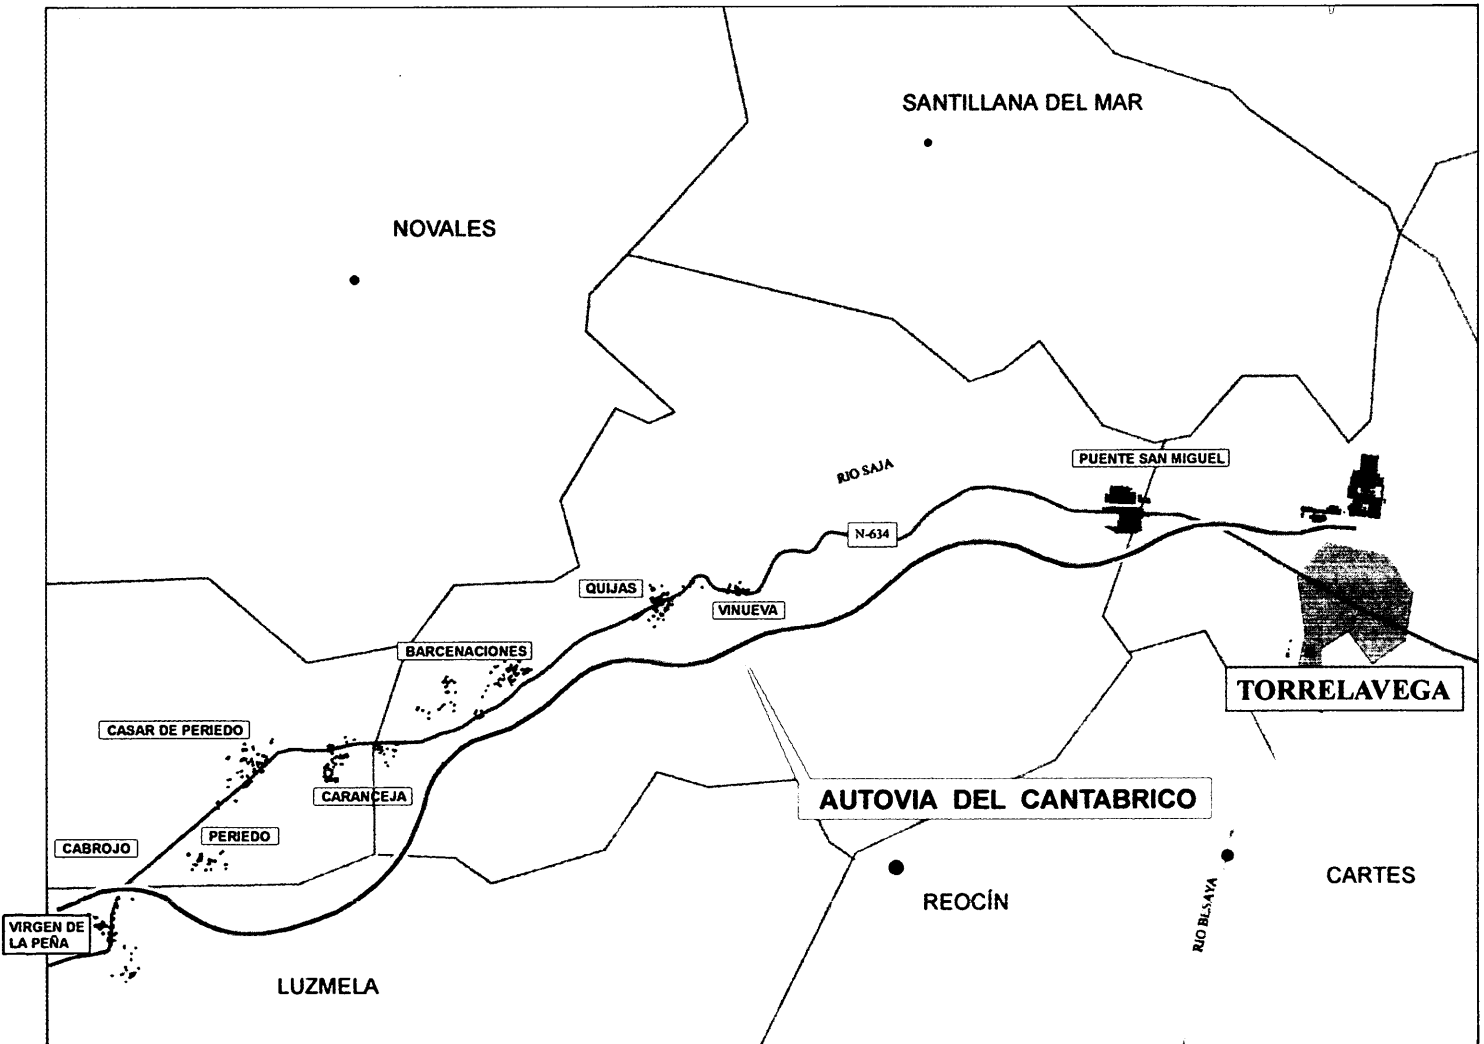 SANTILLANA DEL MAR
NOVALES
PUENTE SAN MIGUEL
RIO SAJA
N-634
QUIJAS
VINUEVA
BARCENACIONES
TORRELAVEGA
CASAR DE PERIEDO
CARANCEJA
AUTOVIA DEL CANTABRICO
PERIEDO
CABROJO
CARTES
REOCÍN
RIO BESAYA
VIRGEN DE
LA PEÑA
LUZMELA